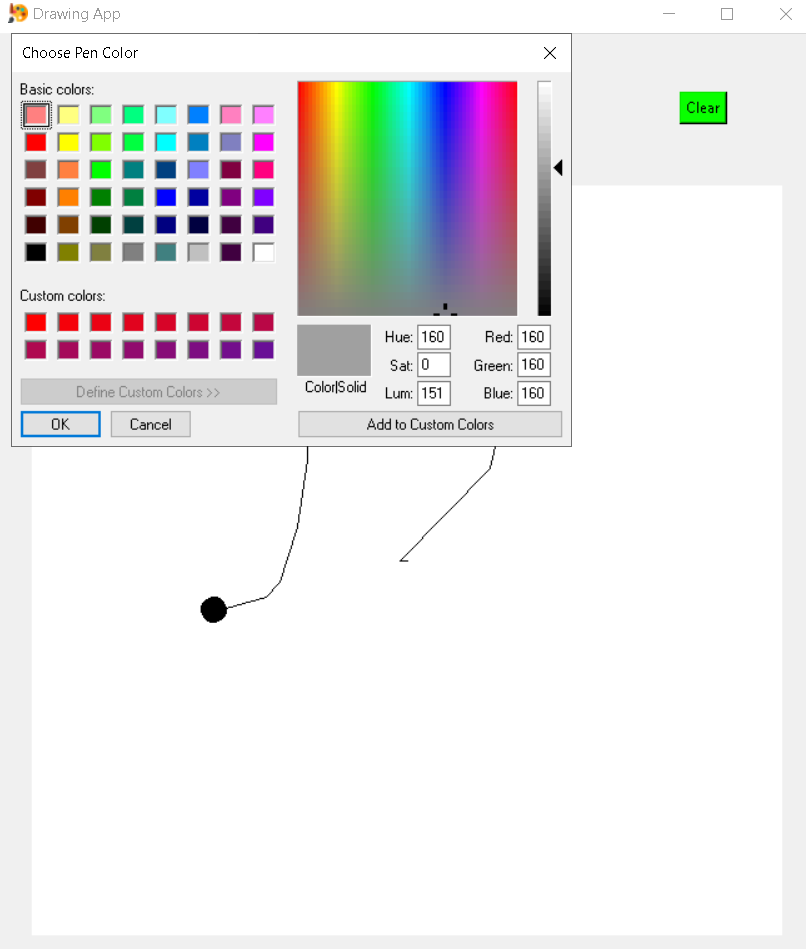 Drawing App
Choose Pen Color
Basic colors:
Clear
Custom colors:
Hue: 160 Red: 160
Sat: 0 Green: 160
Color|Solid Lum: 151 Blue: 160
Define Custom Colors >>
OK Cancel Add to Custom Colors